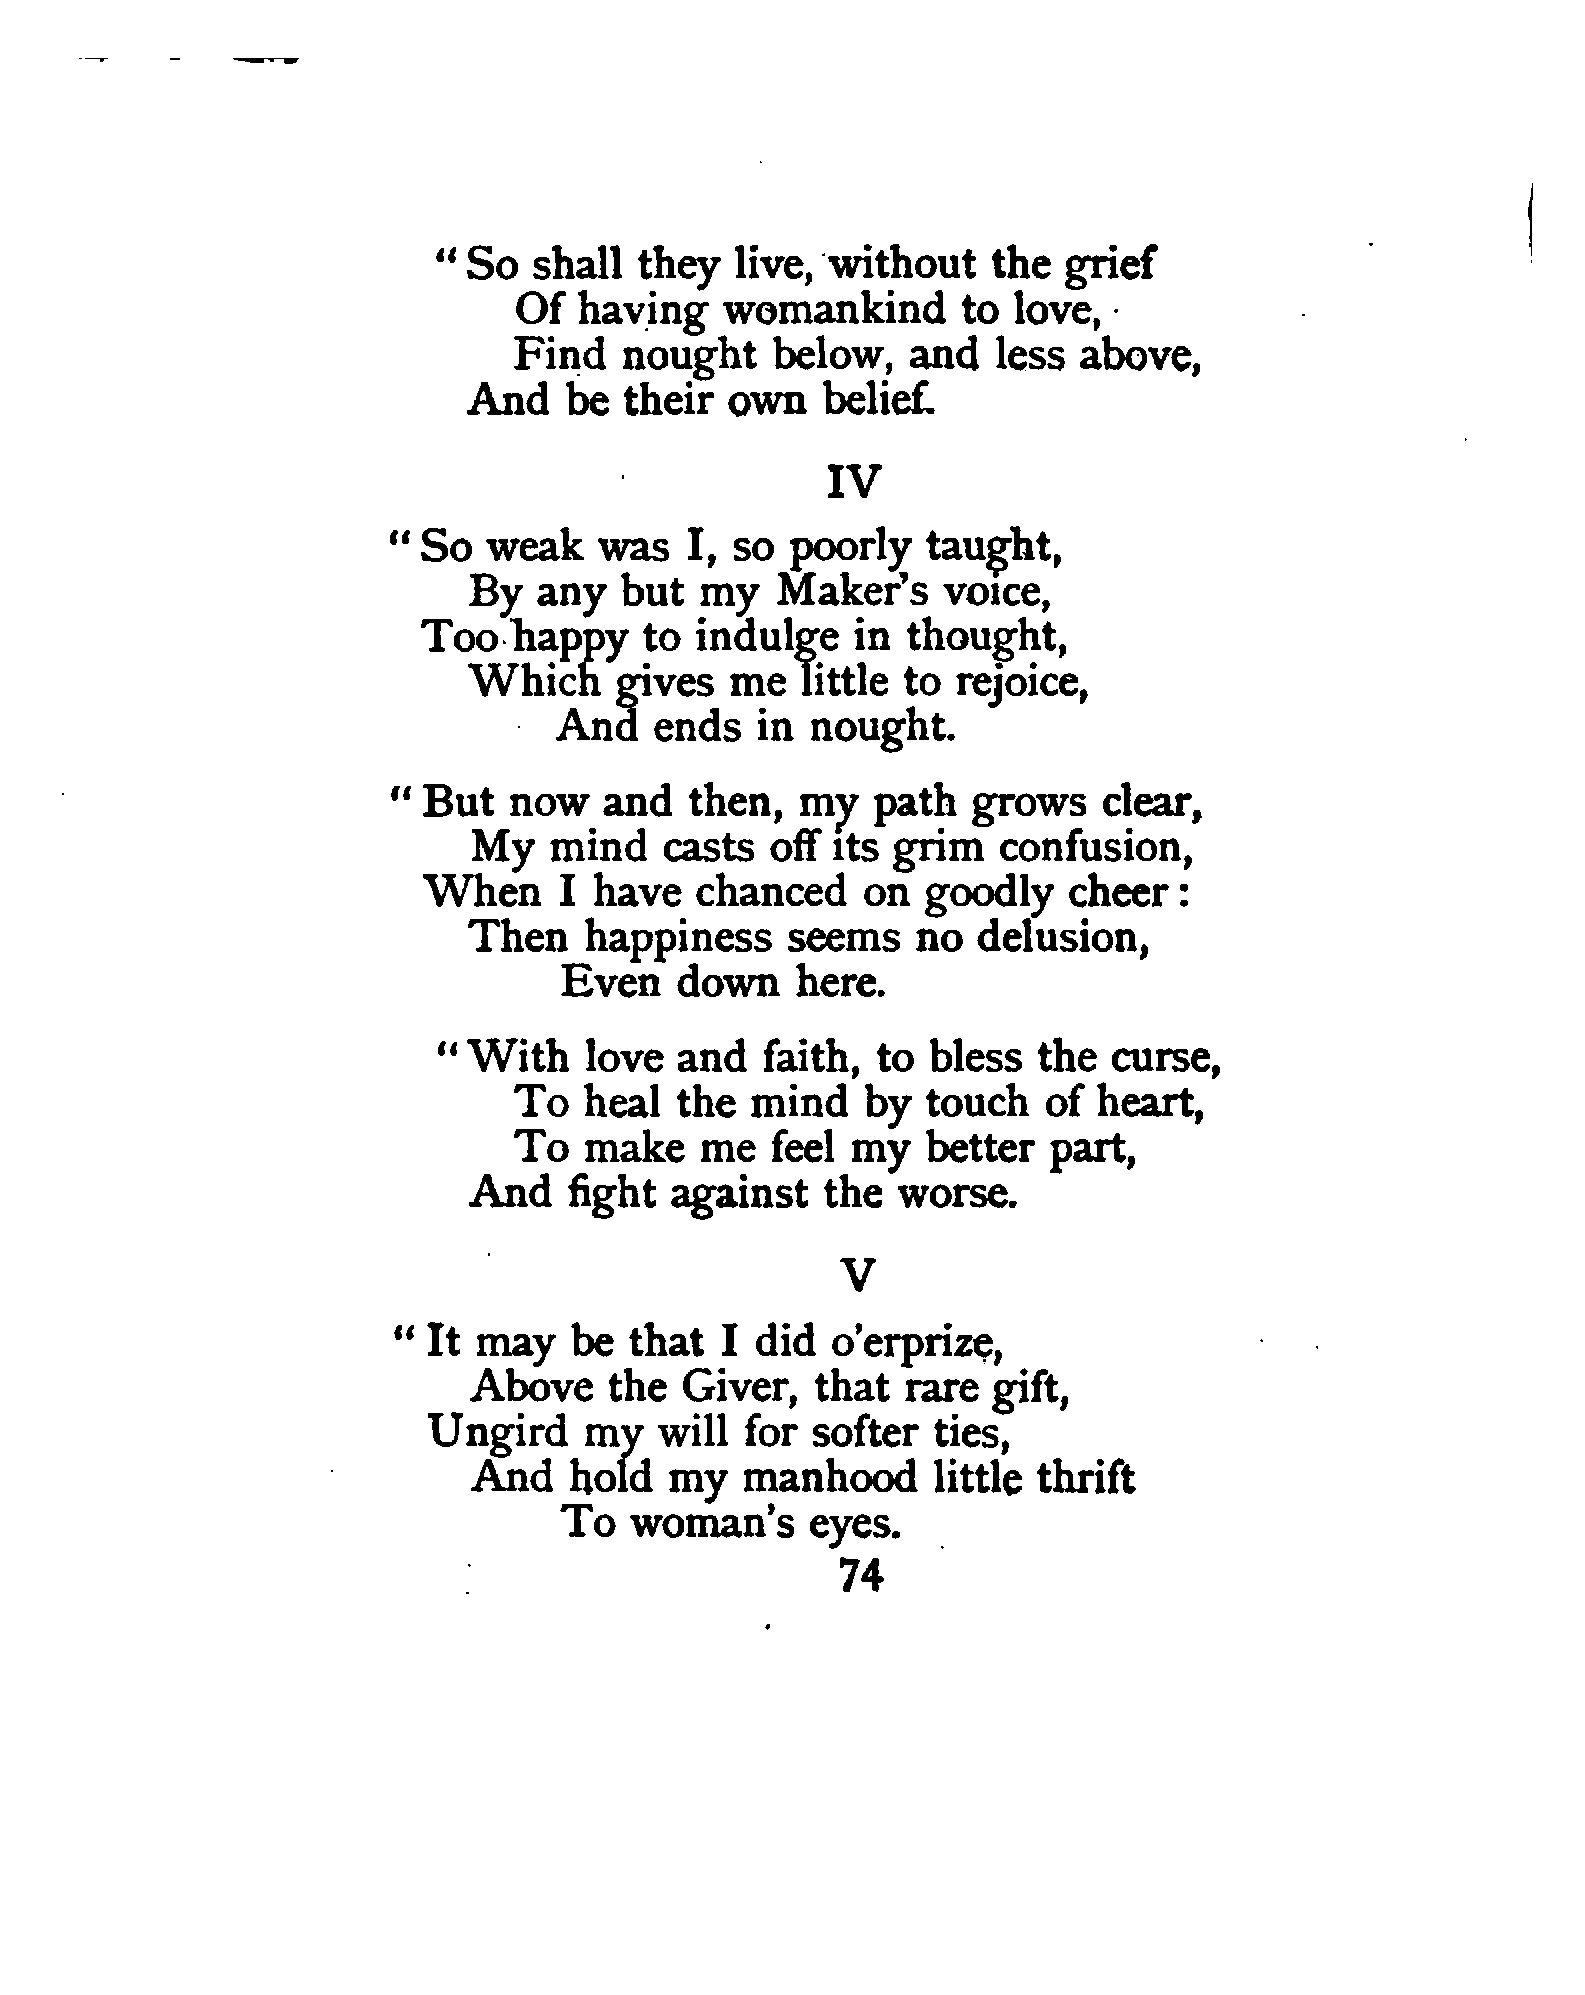 “ So shall they live, without the grief
Of having womankind to love,
Find nought below, and less above,
And be their own belief.
IV
“ So weak was I, so poorly taught,
By any but my Maker’s voice,
Too happy to indulge in thought,
Which gives me little to rejoice,
And ends in nought.
“ But now and then, my path grows clear,
My mind casts off its grim confusion,
When I have chanced on goodly cheer :
Then happiness seems no delusion,
Even down here.
“ With love and faith, to bless the curse,
To heal the mind by touch of heart,
To make me feel my better part,
And fight against the worse.
V
“ It may be that I did o’erprize,
Above the Giver, that rare gift,
Ungird my will for softer ties,
And hold my manhood little thrift
To woman’s eyes.
74